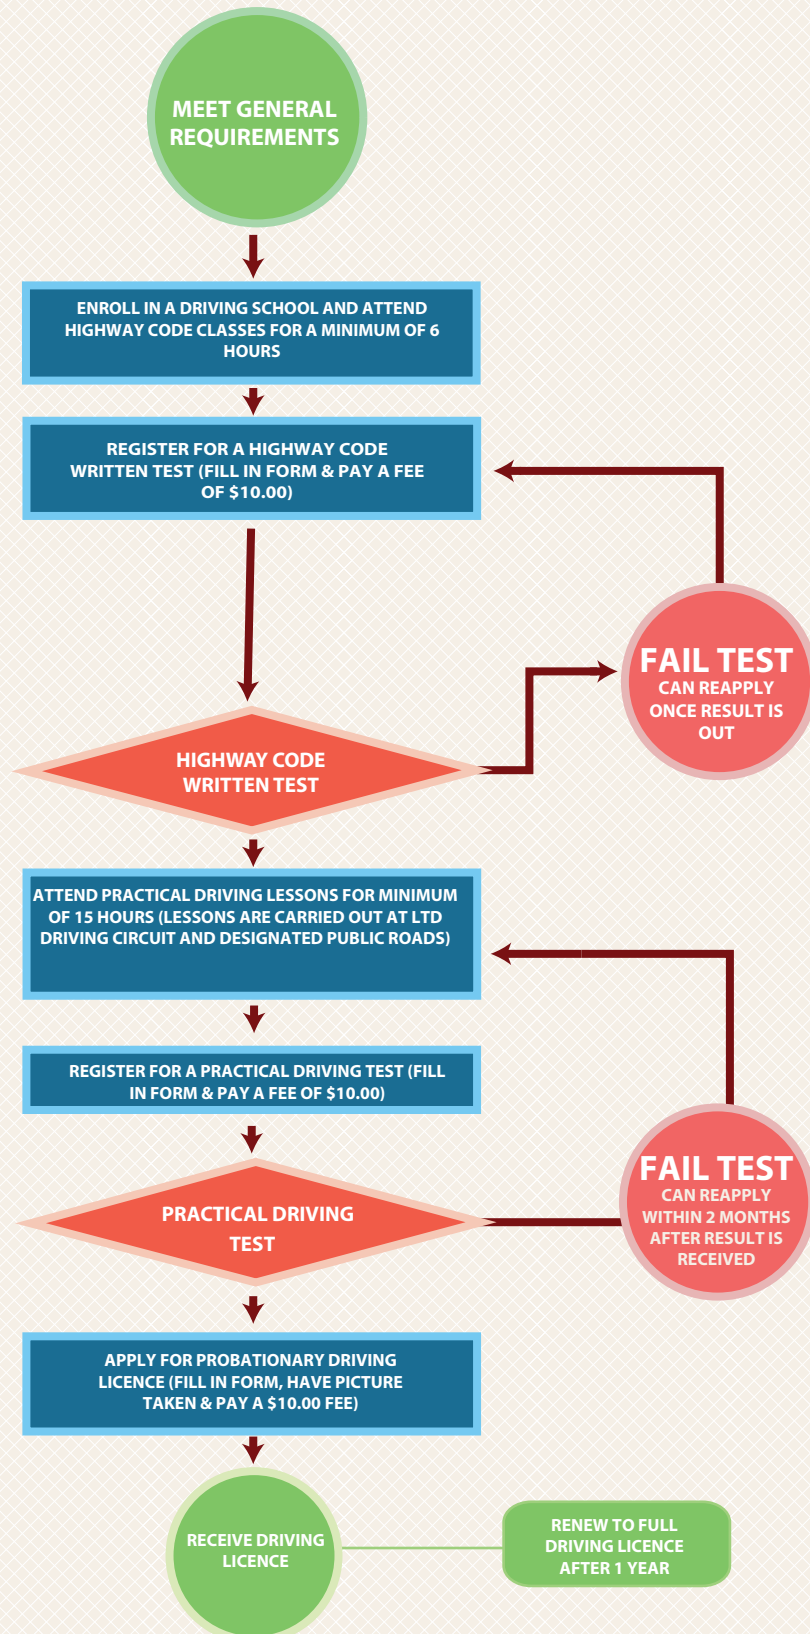 MEET GENERAL
REQUIREMENTS
ENROLL IN A DRIVING SCHOOL AND ATTEND
HIGHWAY CODE CLASSES FOR A MINIMUM OF 6
HOURS
REGISTER FOR A HIGHWAY CODE
WRITTEN TEST (FILL IN FORM & PAY A FEE
OF $10.00)
FAIL TEST
CAN REAPPLY
ONCE RESULT IS
OUT
HIGHWAY CODE
WRITTEN TEST
ATTEND PRACTICAL DRIVING LESSONS FOR MINIMUM
OF 15 HOURS (LESSONS ARE CARRIED OUT AT LTD
DRIVING CIRCUIT AND DESIGNATED PUBLIC ROADS)
REGISTER FOR A PRACTICAL DRIVING TEST (FILL
IN FORM & PAY A FEE OF $10.00)
FAIL TEST
CAN REAPPLY
WITHIN 2 MONTHS
AFTER RESULT IS
RECEIVED
PRACTICAL DRIVING
TEST
APPLY FOR PROBATIONARY DRIVING
LICENCE (FILL IN FORM, HAVE PICTURE
TAKEN & PAY A $10.00 FEE)
RECEIVE DRIVING
LICENCE
RENEW TO FULL
DRIVING LICENCE
AFTER 1 YEAR